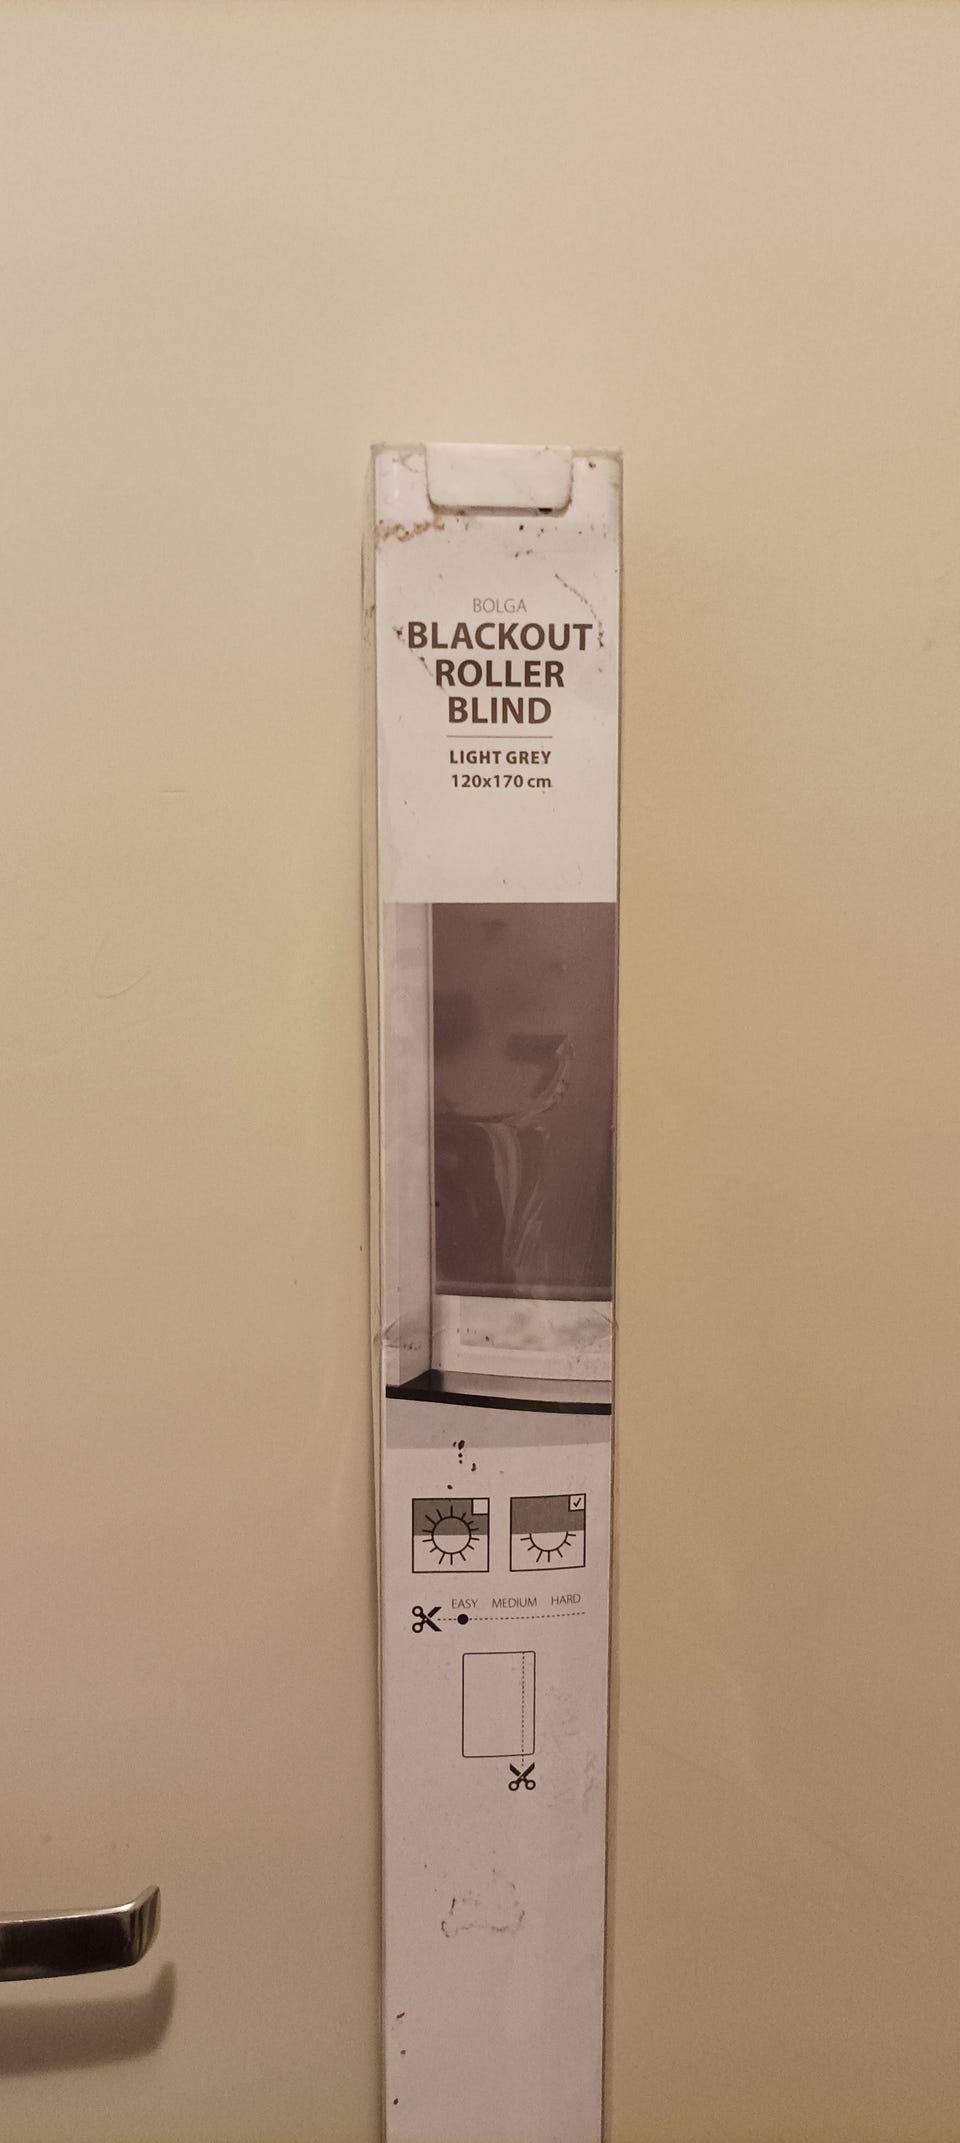 BOLGA
BLACKOUT
ROLLER
BLIND
LIGHT GREY
120x170 cm
EASY MEDIUM HARD